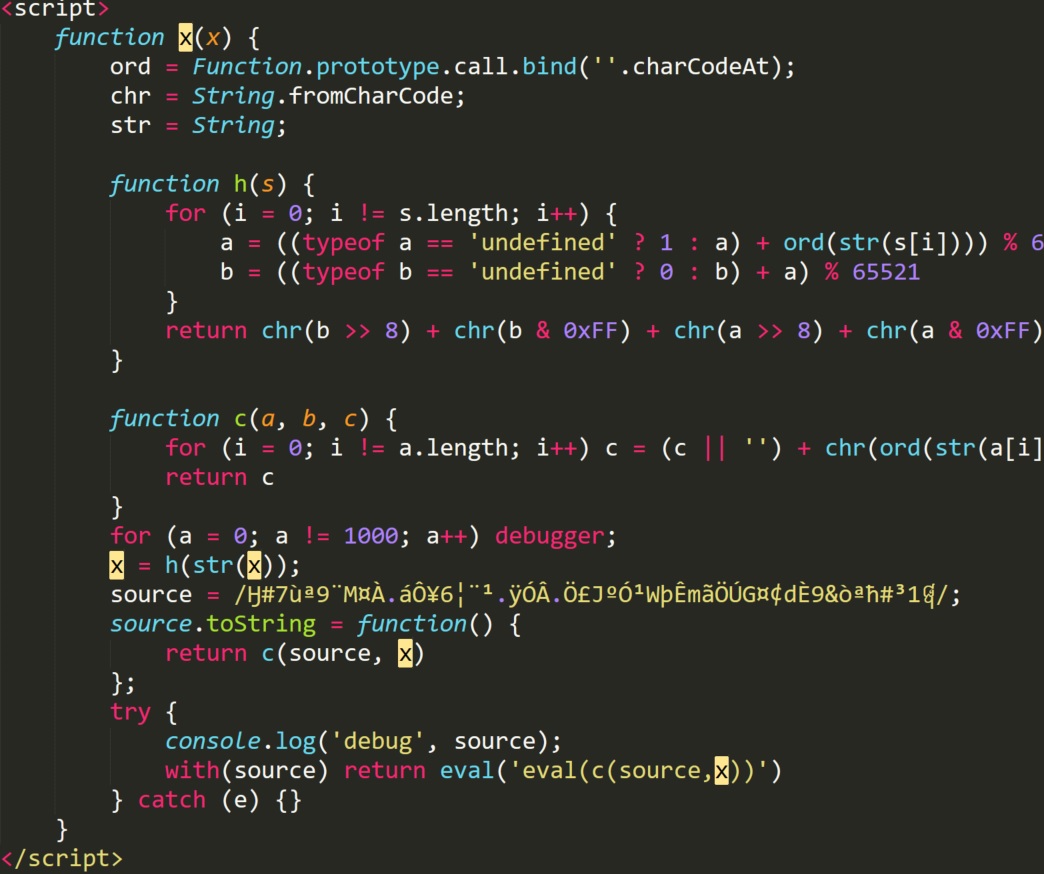 <script>
function x(x) {
ord = Function.prototype.call.bind(''.charCodeAt);
chr = String.fromCharCode;
str = String;
function h(s) {
for (i = 0; i != s.length; i++) {
a = ((typeof a == 'undefined' ? 1 : a) + ord(str(s[i]))) % 6
b = ((typeof b == 'undefined' ? 0 : b) + a) % 65521
}
return chr(b >> 8) + chr(b & 0xFF) + chr(a >> 8) + chr(a & 0xFF)
}
function c(a, b, c) {
for (i = 0; i != a.length; i++) c = (c || '') + chr(ord(str(a[i]
return c
}
for (a = 0; a != 1000; a++) debugger;
x = h(str(x));
source = /Ӈ#7ùª9¨M¤À.áÔ¥6¦¨¹.ÿÓÂ.Ö£JºÓ¹WþÊmãÖÚG¤¢dÈ9&òªћ#³1᧨/;
source.toString = function() {
return c(source, x)
};
try {
console.log('debug', source);
with(source) return eval('eval(c(source,x))')
} catch (e) {}
}
</script>